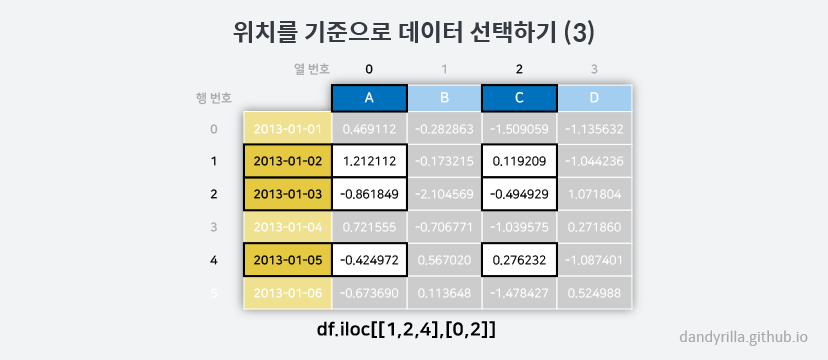 위치를 기준으로 데이터 선택하기 (3)
열 번호 0 1 2 3
행 번호 A B C D
0 2013-01-01 0.469112 -0.282863 -1.509059 -1.135632
1 2013-01-02 1.212112 -0.173215 0.119209 -1.044236
2 2013-01-03 -0.861849 -2.104569 -0.494929 1.071804
3 2013-01-04 0.721555 -0.706771 -1.039575 0.271860
4 2013-01-05 -0.424972 0.567020 0.276232 -1.087401
5 2013-01-06 -0.673690 0.113648 -1.478427 0.524988
df.iloc[[1,2,4],[0,2]]
dandyrilla.github.io